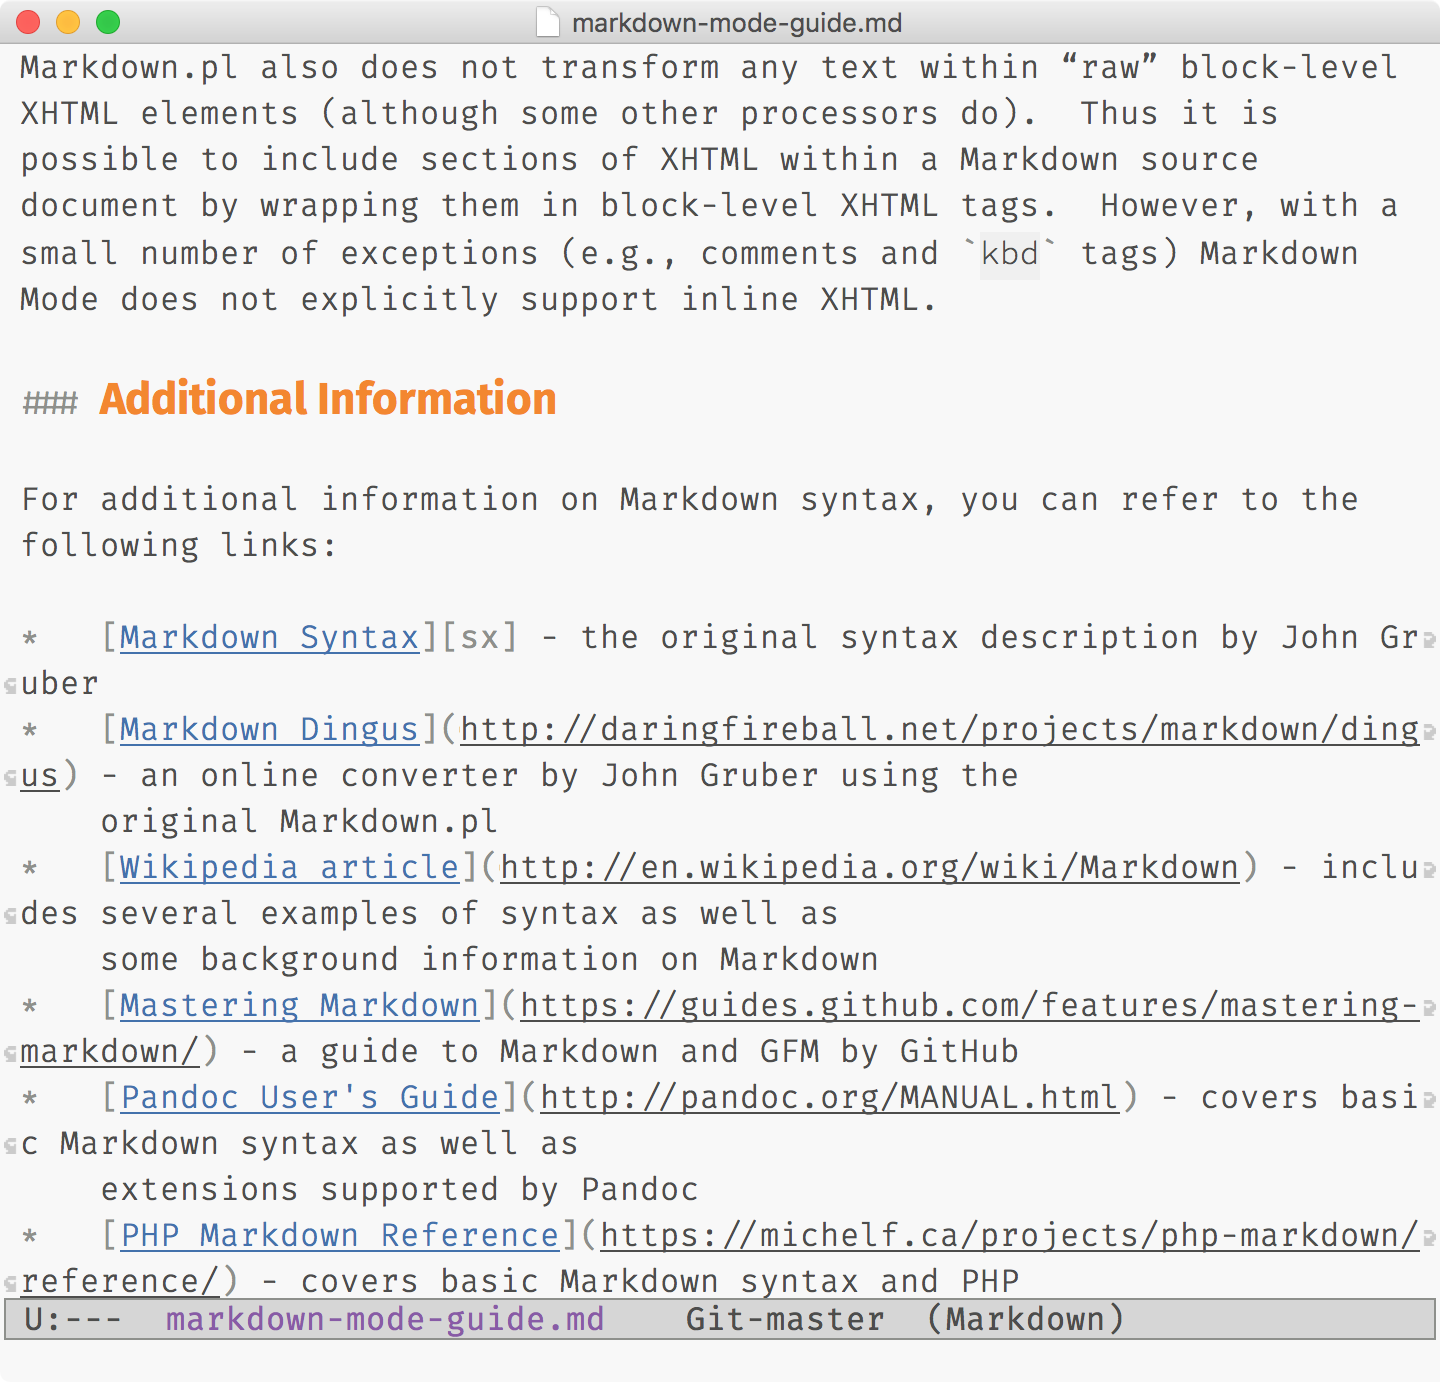 markdown-mode-guide.md
Markdown.pl also does not transform any text within “raw” block-level
XHTML elements (although some other processors do).  Thus it is
possible to include sections of XHTML within a Markdown source
document by wrapping them in block-level XHTML tags.  However, with a
small number of exceptions (e.g., comments and `kbd` tags) Markdown
Mode does not explicitly support inline XHTML.
### Additional Information
For additional information on Markdown syntax, you can refer to the
following links:
*   [Markdown Syntax][sx] - the original syntax description by John Gr
uber
*   [Markdown Dingus](http://daringfireball.net/projects/markdown/ding
us) - an online converter by John Gruber using the
    original Markdown.pl
*   [Wikipedia article](http://en.wikipedia.org/wiki/Markdown) - inclu
des several examples of syntax as well as
    some background information on Markdown
*   [Mastering Markdown](https://guides.github.com/features/mastering-
markdown/) - a guide to Markdown and GFM by GitHub
*   [Pandoc User's Guide](http://pandoc.org/MANUAL.html) - covers basi
c Markdown syntax as well as
    extensions supported by Pandoc
*   [PHP Markdown Reference](https://michelf.ca/projects/php-markdown/
reference/) - covers basic Markdown syntax and PHP
U:---  markdown-mode-guide.md    Git-master  (Markdown)